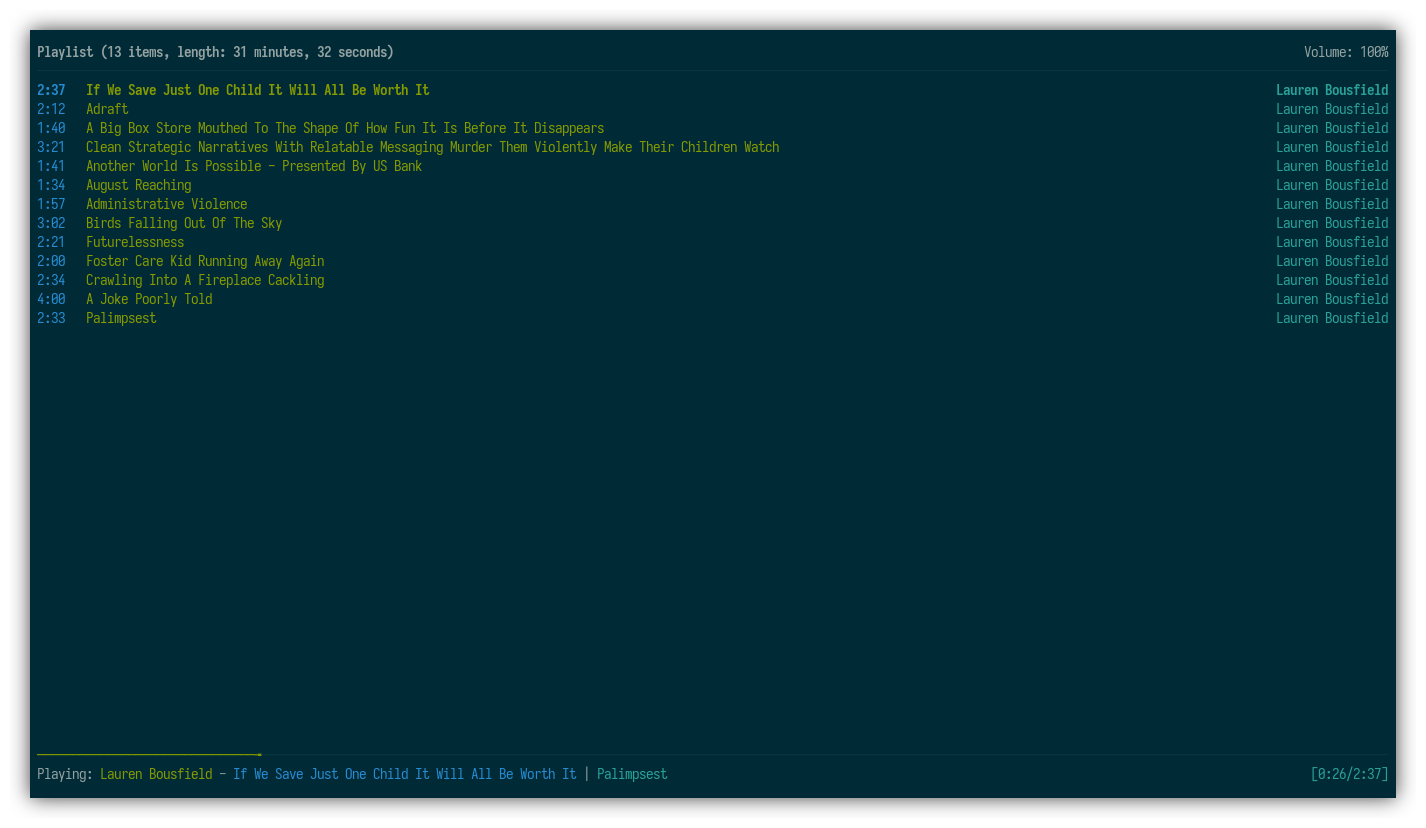 Playlist (13 items, length: 31 minutes, 32 seconds) Volume: 100%
2:37 If We Save Just One Child It Will All Be Worth It Lauren Bousfield
2:12 Adraft Lauren Bousfield
1:40 A Big Box Store Mouthed To The Shape Of How Fun It Is Before It Disappears Lauren Bousfield
3:21 Clean Strategic Narratives With Relatable Messaging Murder Them Violently Make Their Children Watch Lauren Bousfield
1:41 Another World Is Possible - Presented By US Bank Lauren Bousfield
1:34 August Reaching Lauren Bousfield
1:57 Administrative Violence Lauren Bousfield
3:02 Birds Falling Out Of The Sky Lauren Bousfield
2:21 Futurelessness Lauren Bousfield
2:00 Foster Care Kid Running Away Again Lauren Bousfield
2:34 Crawling Into A Fireplace Cackling Lauren Bousfield
4:00 A Joke Poorly Told Lauren Bousfield
2:33 Palimpsest Lauren Bousfield
Playing: Lauren Bousfield - If We Save Just One Child It Will All Be Worth It | Palimpsest [0:26/2:37]